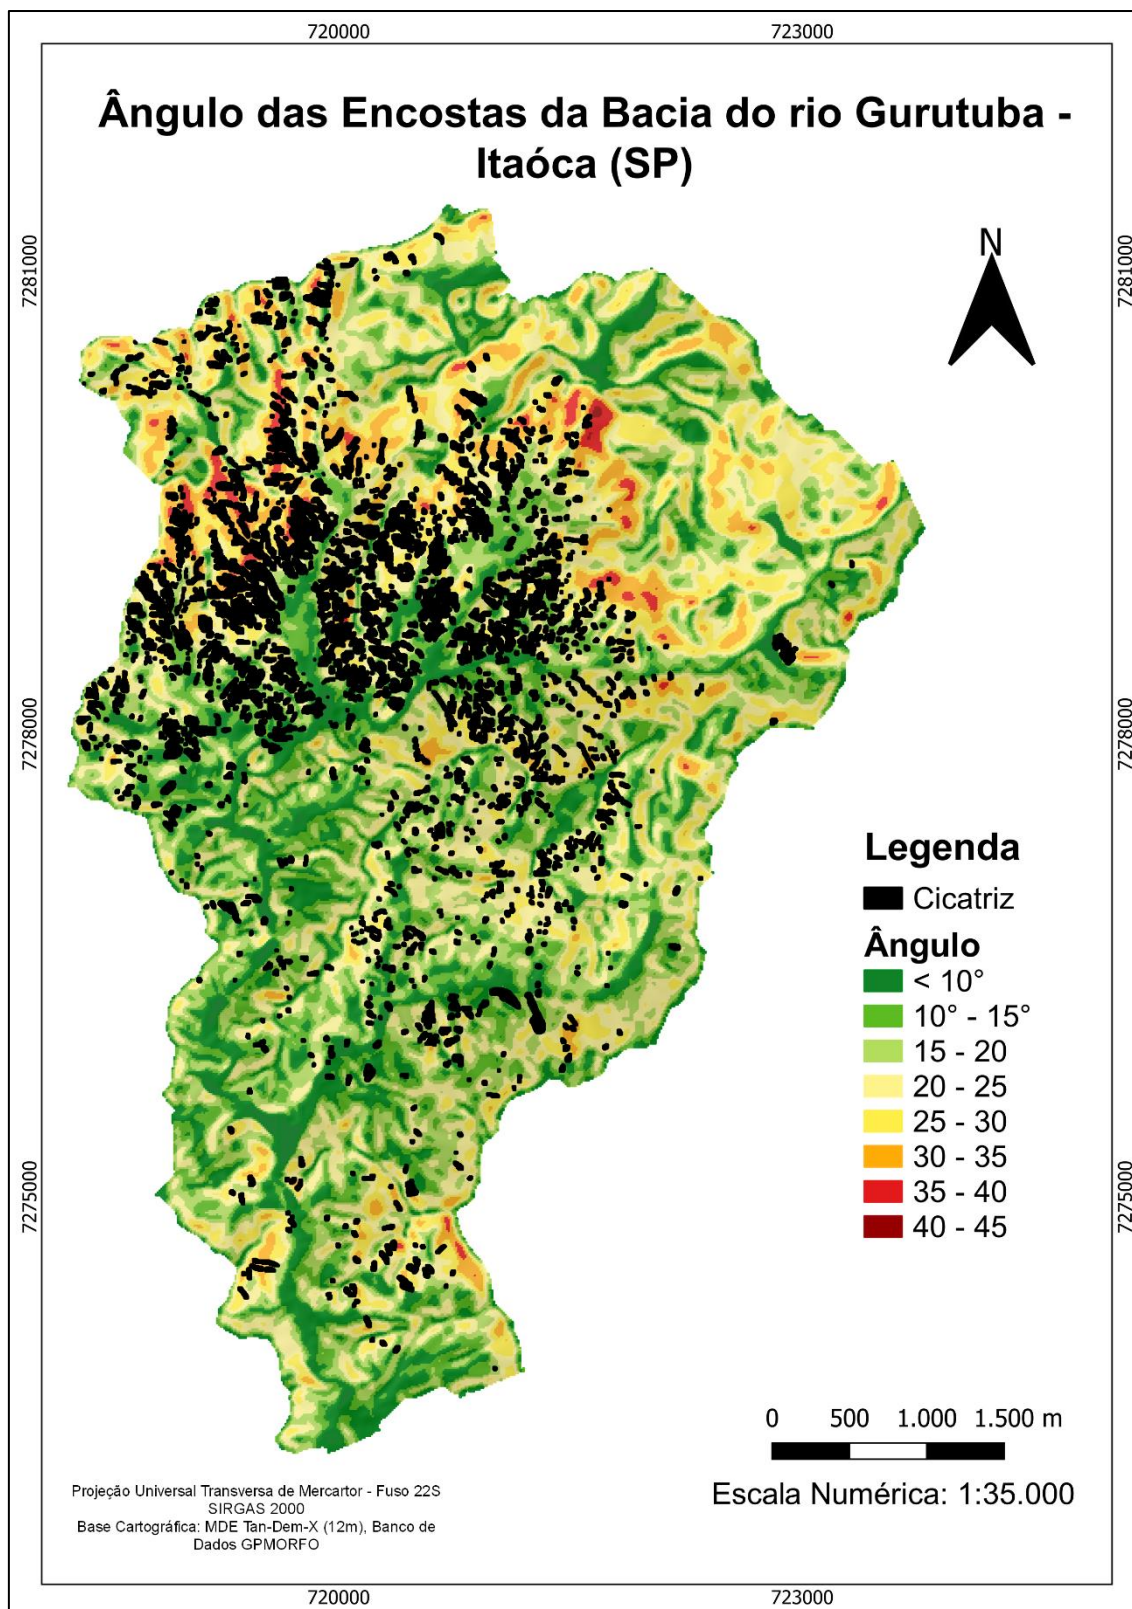 720000 723000
Ângulo das Encostas da Bacia do rio Gurutuba -
Itaóca (SP)
N
7281000 7281000
7278000 7278000
Legenda
Cicatriz
Ângulo
< 10°
10° - 15°
15 - 20
20 - 25
25 - 30
30 - 35
35 - 40
40 - 45
7275000 7275000
0 500 1.000 1.500 m
Escala Numérica: 1:35.000
Projeção Universal Transversa de Mercartor - Fuso 22S
SIRGAS 2000
Base Cartográfica: MDE Tan-Dem-X (12m), Banco de
Dados GPMORFO
720000 723000